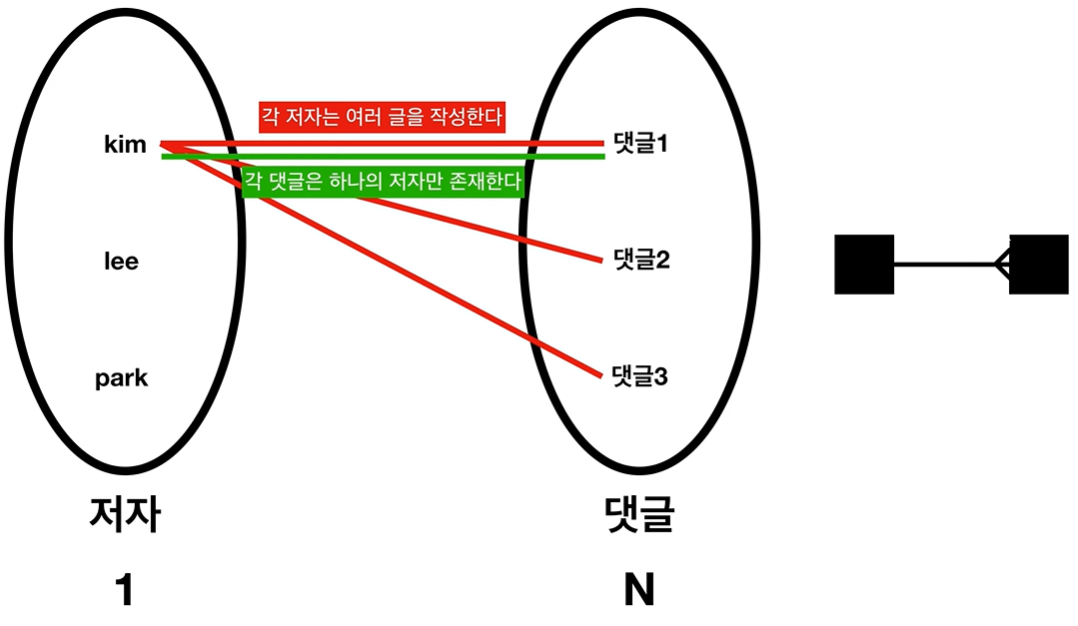 각 저자는 여러 글을 작성한다
kim
댓글1
각 댓글은 하나의 저자만 존재한다
lee
댓글2
park
댓글3
저자
댓글
1
N